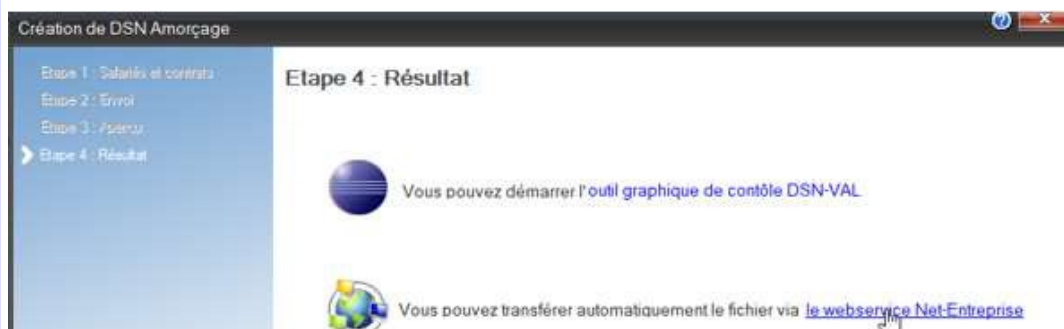 Création de DSN Amorçage
Etape 1 : Salariés et contrats
Etape 2 : Envoi
Etape 3 : Aperçu
Etape 4 : Résultat
Etape 4 : Résultat
Vous pouvez démarrer l'outil graphique de contôle DSN-VAL
Vous pouvez transférer automatiquement le fichier via le webservice Net-Entreprise